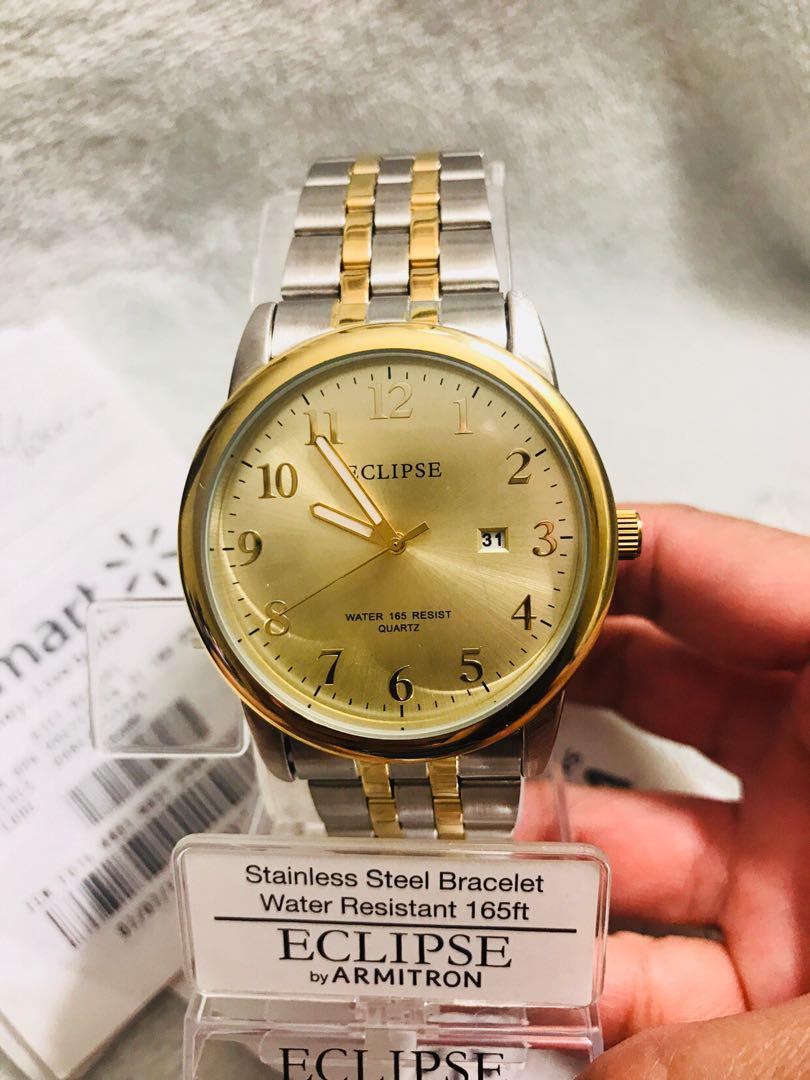 12
11 1
ECLIPSE
10 2
9 31 3
8 4
WATER 165 RESIST
QUARTZ
7 5
6
mart
Stainless Steel Bracelet
Water Resistant 165ft
ECLIPSE
by ARMITRON
ECLIPSE